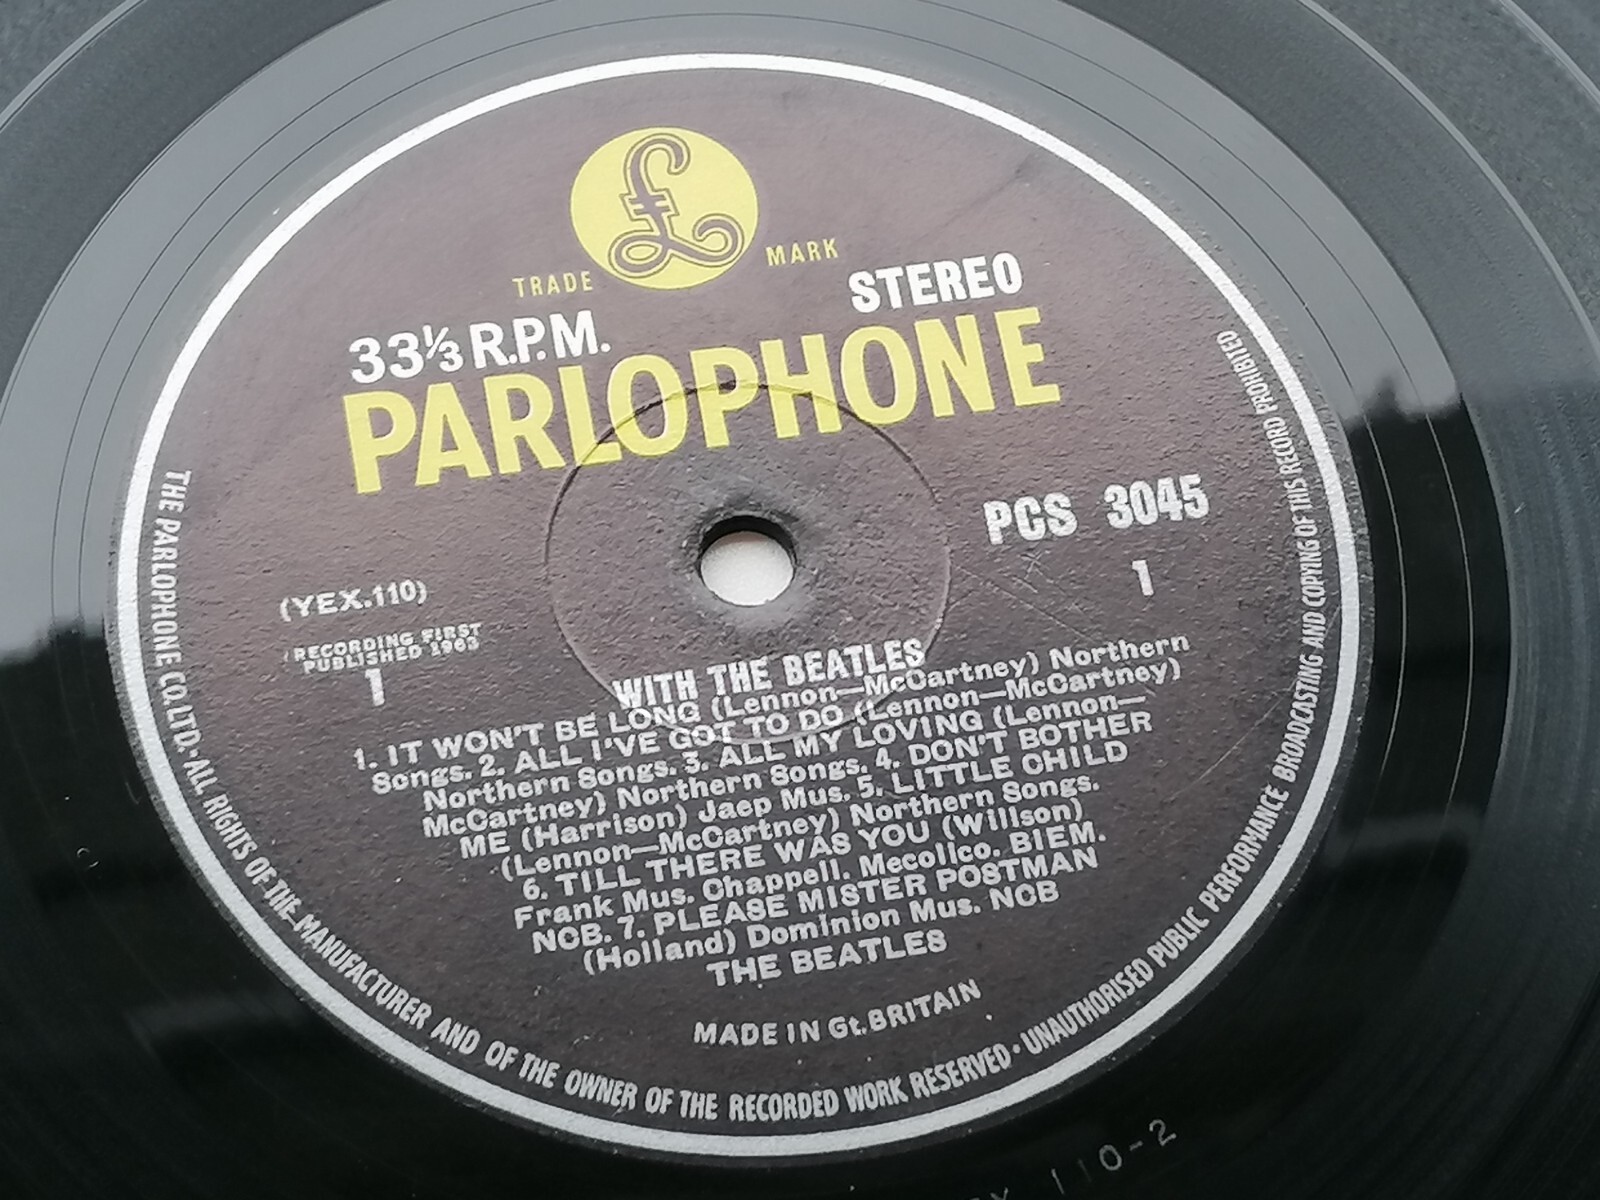 TRADE MARK
STEREO
33⅓ R.P.M.
PARLOPHONE
PCS 3045
1
(YEX.110)
(RECORDING FIRST
PUBLISHED 1963
1
WITH THE BEATLES
1. IT WON'T BE LONG (Lennon—McCartney) Northern
Songs. 2. ALL I'VE GOT TO DO (Lennon—McCartney)
Northern Songs. 3. ALL MY LOVING (Lennon—
McCartney) Northern Songs. 4. DON'T BOTHER
ME (Harrison) Jaep Mus. 5. LITTLE CHILD
(Lennon—McCartney) Northern Songs.
6. TILL THERE WAS YOU (Willson)
Frank Mus. Chappell. Mecolico. BIEM.
NCB. 7. PLEASE MISTER POSTMAN
(Holland) Dominion Mus. NCB
THE BEATLES
MADE IN Gt. BRITAIN
THE PARLOPHONE CO. LTD. • ALL RIGHTS OF THE MANUFACTURER AND OF THE OWNER OF THE RECORDED WORK RESERVED • UNAUTHORISED PUBLIC PERFORMANCE BROADCASTING AND COPYING OF THIS RECORD PROHIBITED
110-2